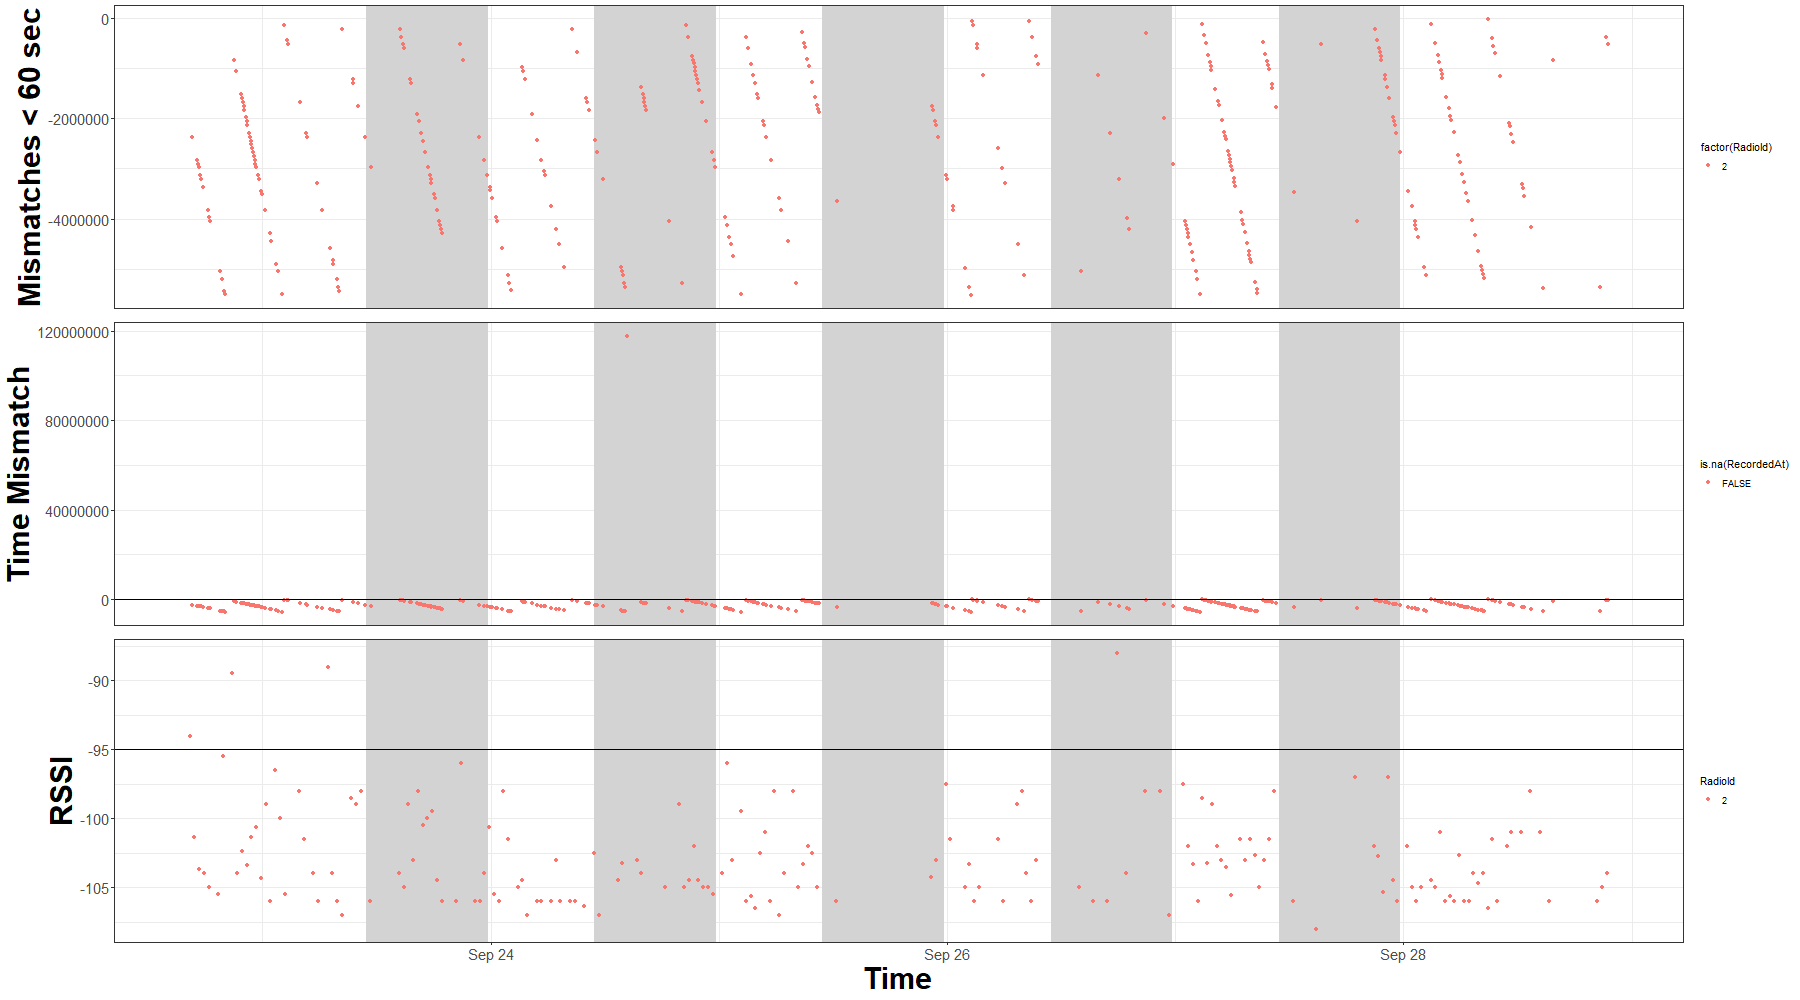 Mismatches < 60 sec
0
-2000000
-4000000
factor(RadioId)
2
Time Mismatch
120000000
80000000
40000000
0
is.na(RecordedAt)
FALSE
RSSI
-90
-95
-100
-105
RadioId
2
Sep 24
Sep 26
Sep 28
Time